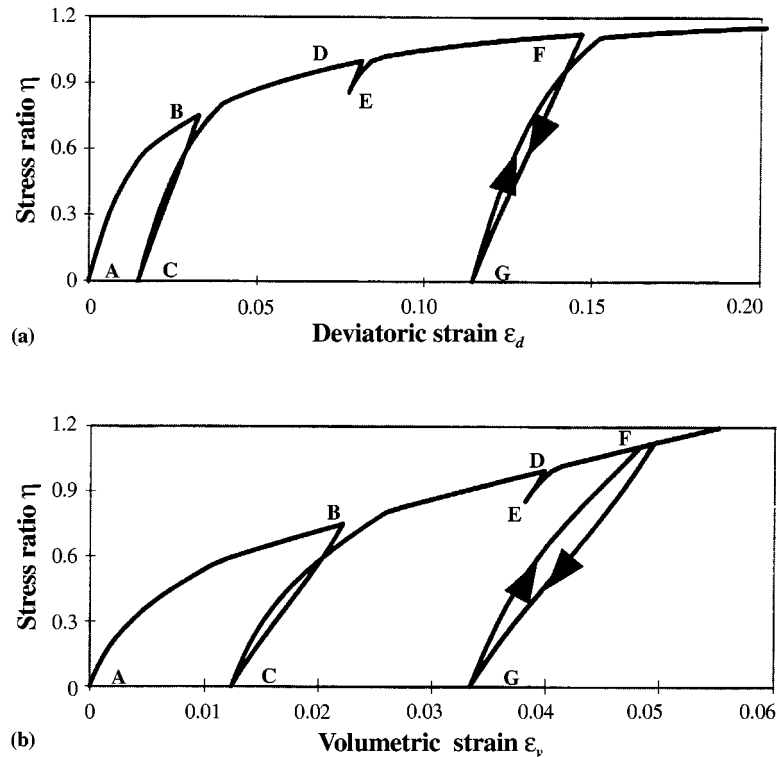 1.2
0.9
0.6
0.3
0
Stress ratio η
A
B
C
D
E
F
G
0
0.05
0.10
0.15
0.20
(a)
Deviatoric strain ε_d
1.2
0.9
0.6
0.3
0
Stress ratio η
A
B
C
D
E
F
G
0
0.01
0.02
0.03
0.04
0.05
0.06
(b)
Volumetric strain ε_v